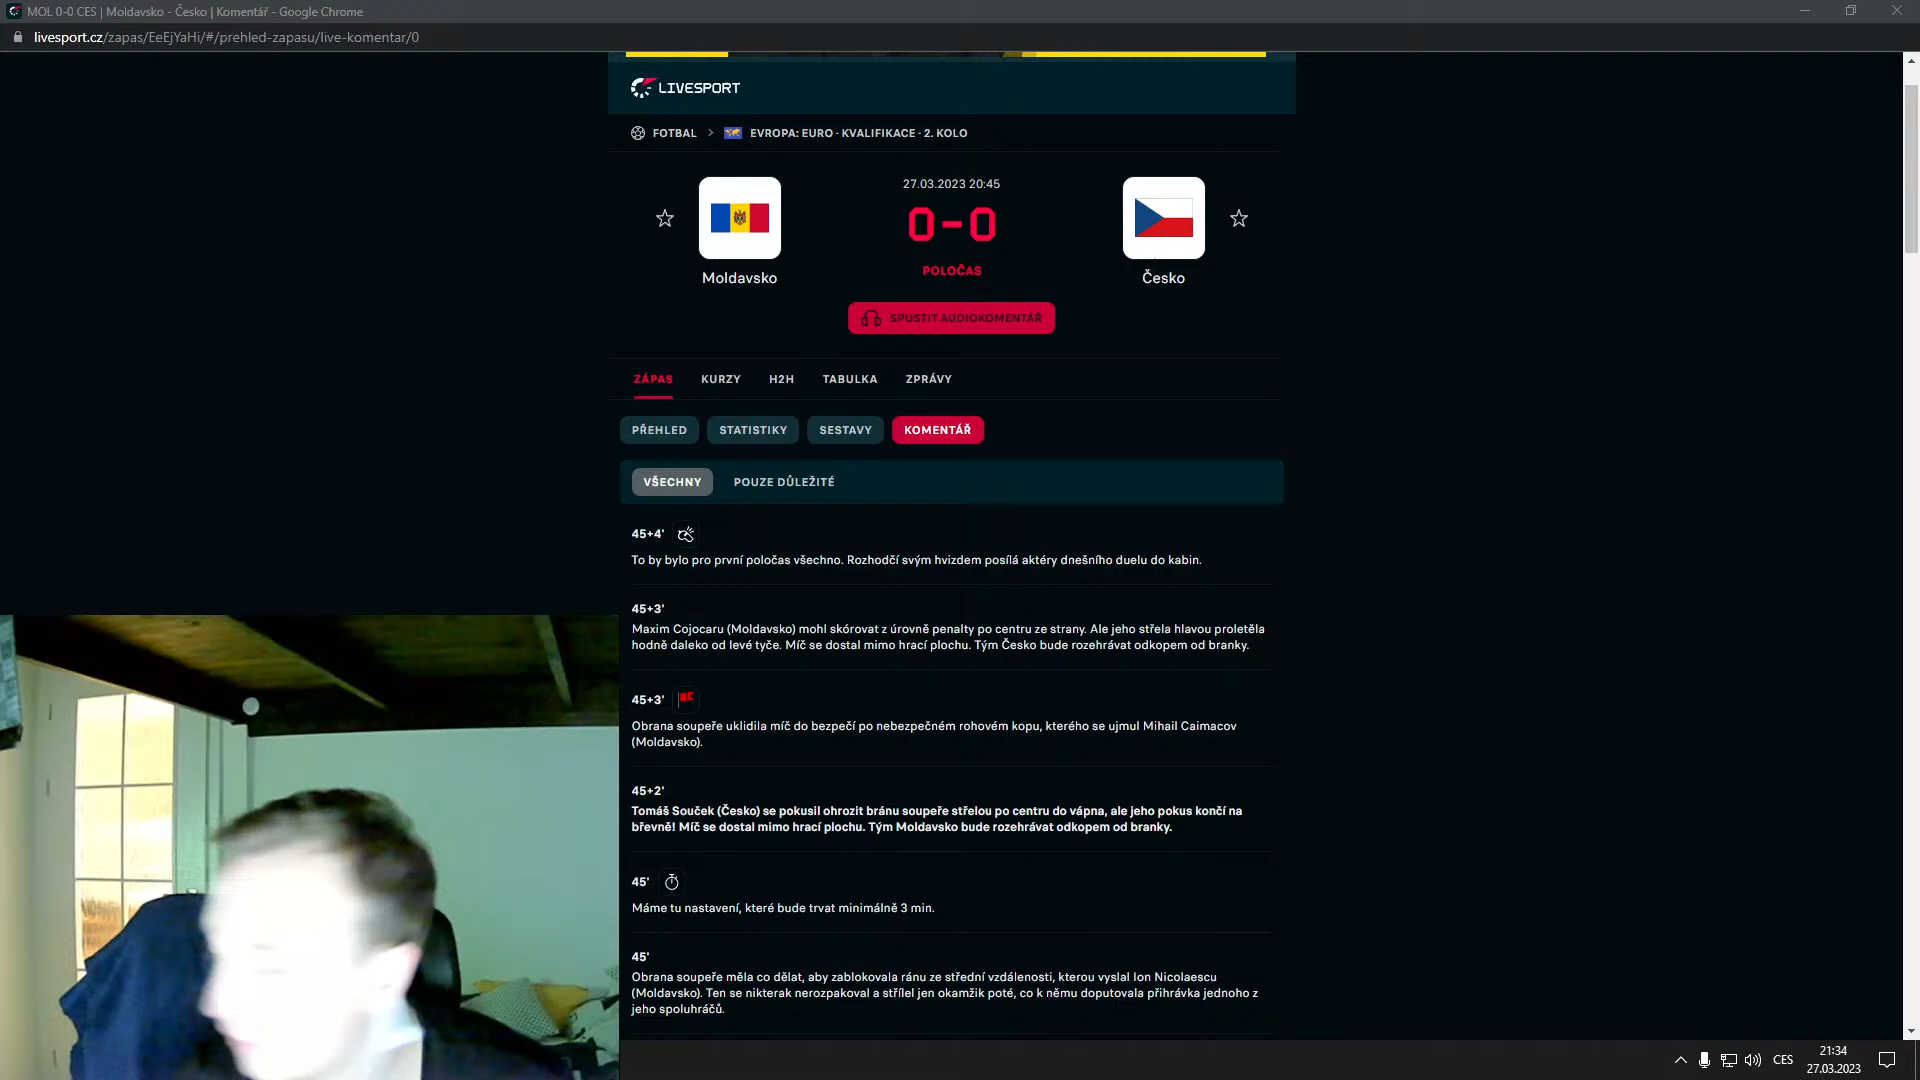 MOL 0-0 CES | Moldavsko - Česko | Komentář - Google Chrome
livesport.cz/zapas/EeEjYaHi/#/prehled-zapasu/live-komentar/0
LIVESPORT
FOTBAL > EVROPA: EURO - KVALIFIKACE - 2. KOLO
27.03.2023 20:45
0-0
POLOČAS
Moldavsko
Česko
SPUSTIT AUDIOKOMENTÁŘ
ZÁPAS KURZY H2H TABULKA ZPRÁVY
PŘEHLED STATISTIKY SESTAVY KOMENTÁŘ
VŠECHNY POUZE DŮLEŽITÉ
45+4'
To by bylo pro první poločas všechno. Rozhodčí svým hvizdem posílá aktéry dnešního duelu do kabin.
45+3'
Maxim Cojocaru (Moldavsko) mohl skórovat z úrovně penalty po centru ze strany. Ale jeho střela hlavou proletěla
hodně daleko od levé tyče. Míč se dostal mimo hrací plochu. Tým Česko bude rozehrávat odkopem od branky.
45+3'
Obrana soupeře uklidila míč do bezpečí po nebezpečném rohovém kopu, kterého se ujmul Mihail Caimacov
(Moldavsko).
45+2'
Tomáš Souček (Česko) se pokusil ohrozit bránu soupeře střelou po centru do vápna, ale jeho pokus končí na
břevně! Míč se dostal mimo hrací plochu. Tým Moldavsko bude rozehrávat odkopem od branky.
45'
Máme tu nastavení, které bude trvat minimálně 3 min.
45'
Obrana soupeře měla co dělat, aby zablokovala ránu ze střední vzdálenosti, kterou vyslal Ion Nicolaescu
(Moldavsko). Ten se nikterak nerozpakoval a střílel jen okamžik poté, co k němu doputovala přihrávka jednoho z
jeho spoluhráčů.
CES
21:34
27.03.2023